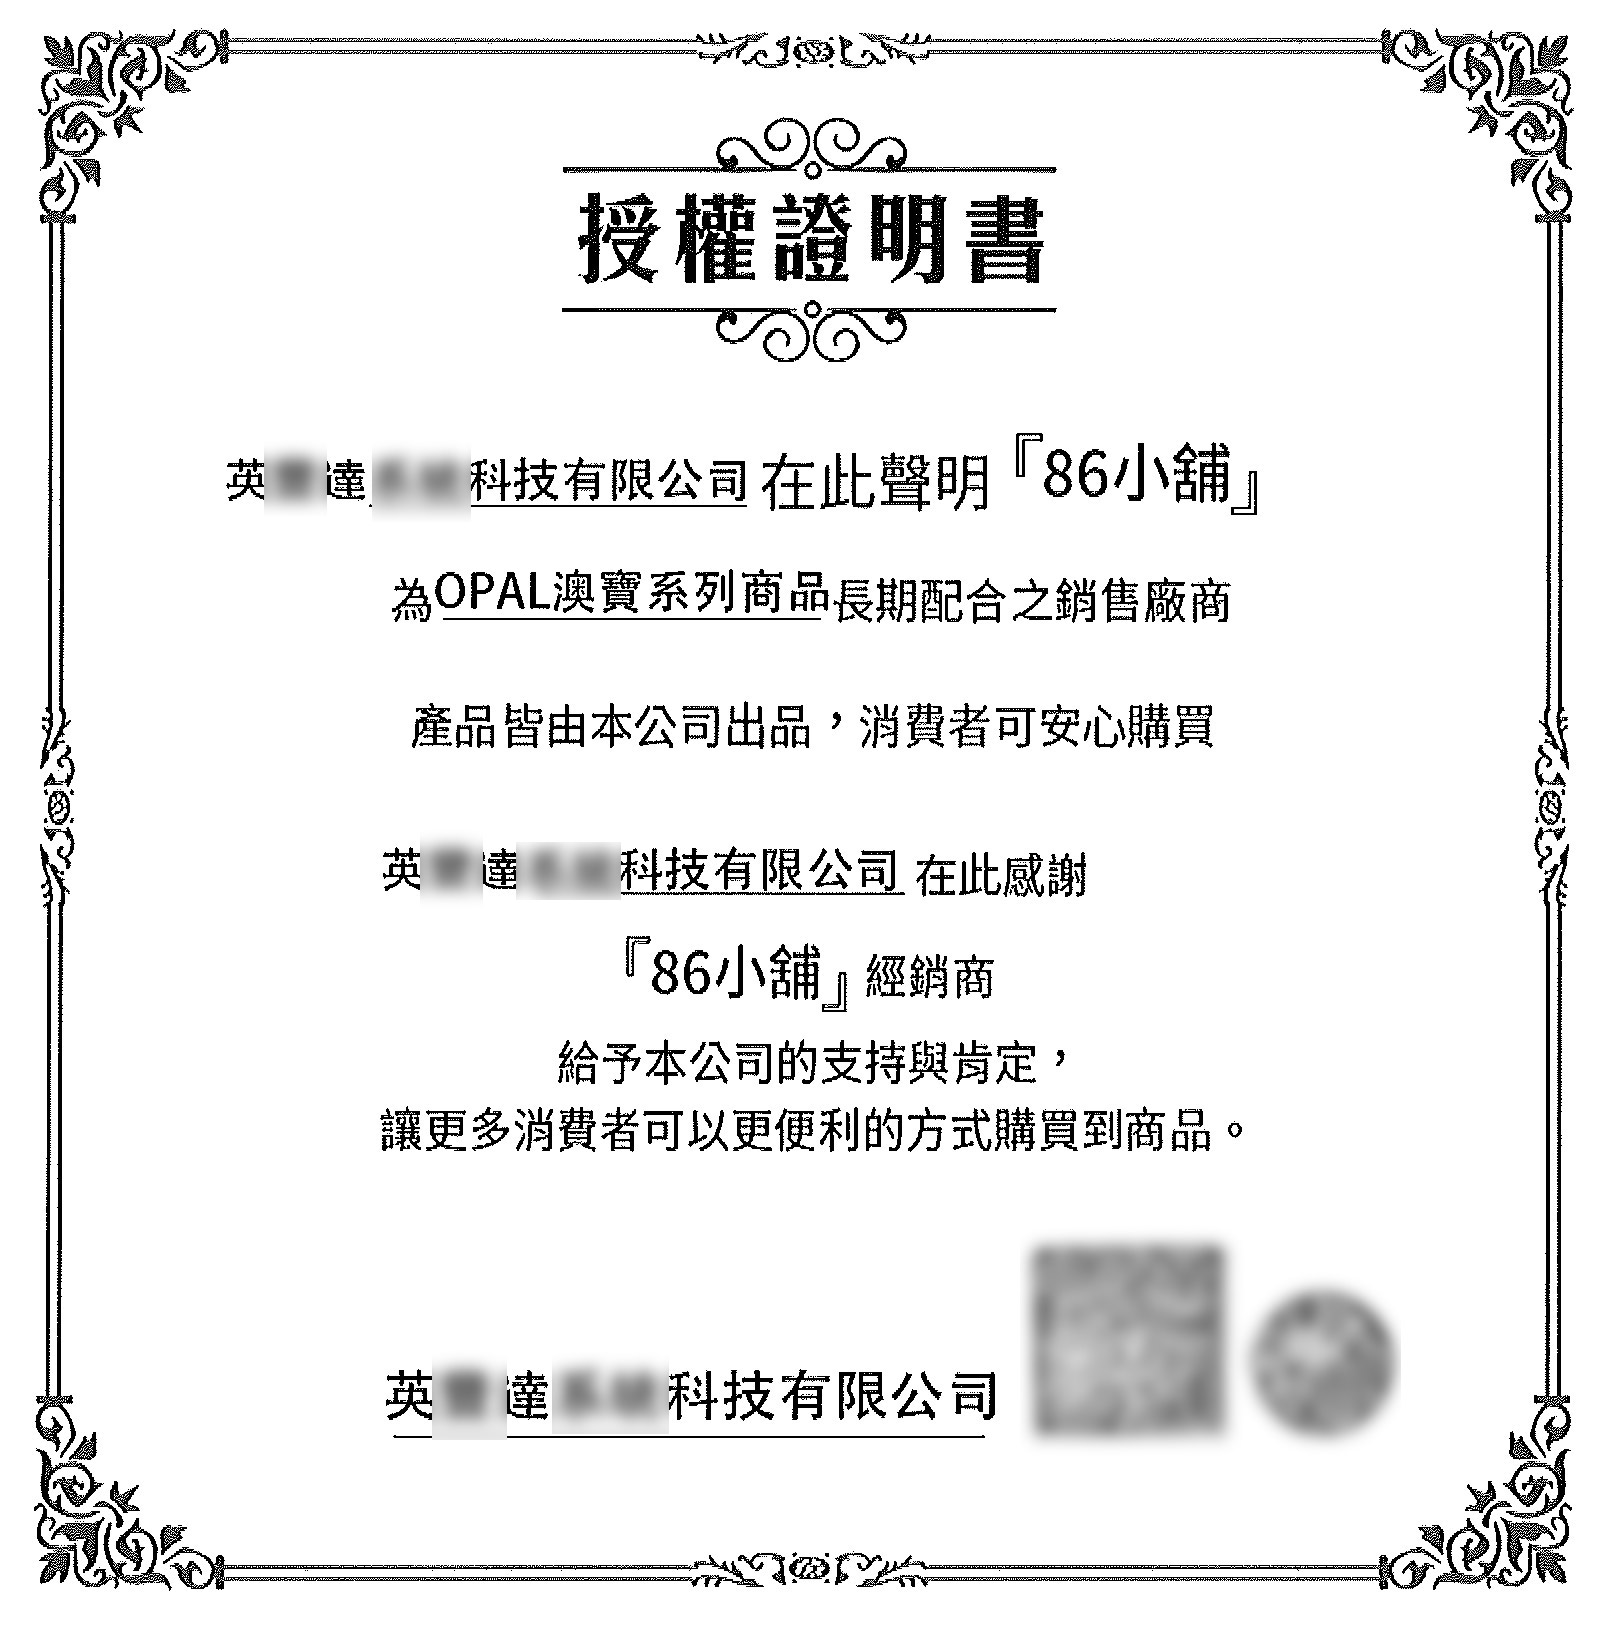 授權證明書
英 達 科技有限公司 在此聲明『86小舖』
為OPAL澳寶系列商品長期配合之銷售廠商
產品皆由本公司出品，消費者可安心購買
英 達 科技有限公司 在此感謝
『86小舖』經銷商
給予本公司的支持與肯定，
讓更多消費者可以更便利的方式購買到商品。
英 達 科技有限公司